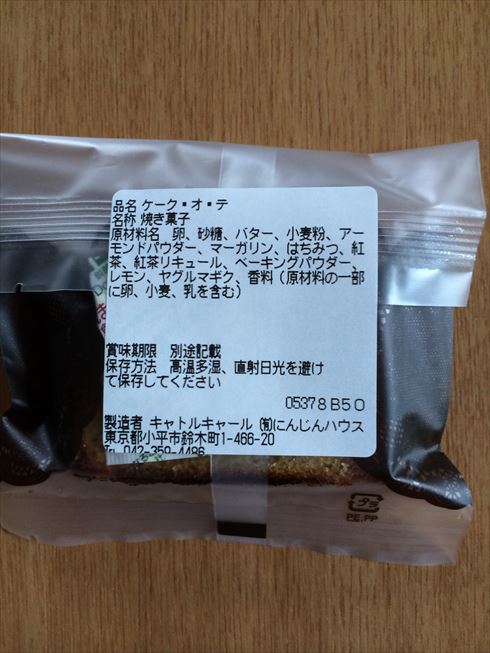 品名 ケーク・オ・テ
名称 焼き菓子
原材料名 卵、砂糖、バター、小麦粉、アー
モンドパウダー、マーガリン、はちみつ、紅
茶、紅茶リキュール、ベーキングパウダー、
レモン、ヤグルマギク、香料（原材料の一部
に卵、小麦、乳を含む）
賞味期限 別途記載
保存方法 高温多湿、直射日光を避け
て保存してください
05378B50
製造者 キャトルキャール ㈲にんじんハウス
東京都小平市鈴木町1-466-20
℡ 042-359-4486
プラ
PE,PP